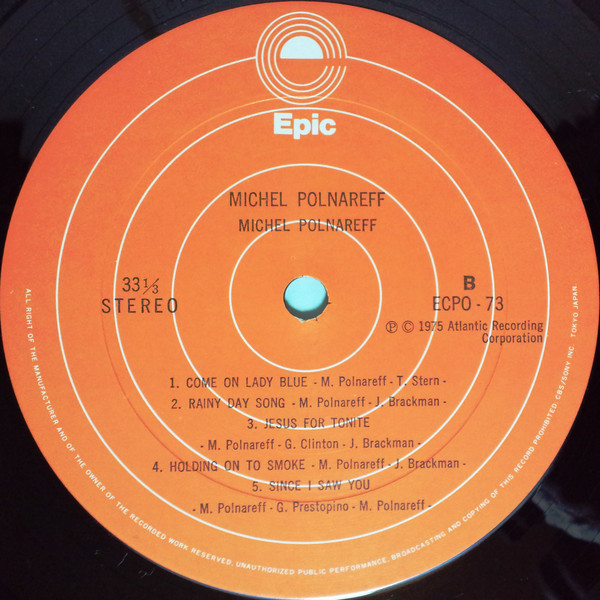 Epic
MICHEL POLNAREFF
MICHEL POLNAREFF
33 1/3
STEREO
B
ECPO - 73
℗ © 1975 Atlantic Recording
Corporation
1. COME ON LADY BLUE - M. Polnareff - T. Stern -
2. RAINY DAY SONG - M. Polnareff - J. Brackman -
3. JESUS FOR TONITE
- M. Polnareff - G. Clinton - J. Brackman -
4. HOLDING ON TO SMOKE - M. Polnareff - J. Brackman -
5. SINCE I SAW YOU
- M. Polnareff - G. Prestopino - M. Polnareff -
ALL RIGHT OF THE MANUFACTURER AND OF THE OWNER OF THE RECORDED WORK RESERVED, UNAUTHORIZED PUBLIC PERFORMANCE, BROADCASTING AND COPYING OF THIS RECORD PROHIBITED CBS/SONY INC. TOKYO JAPAN